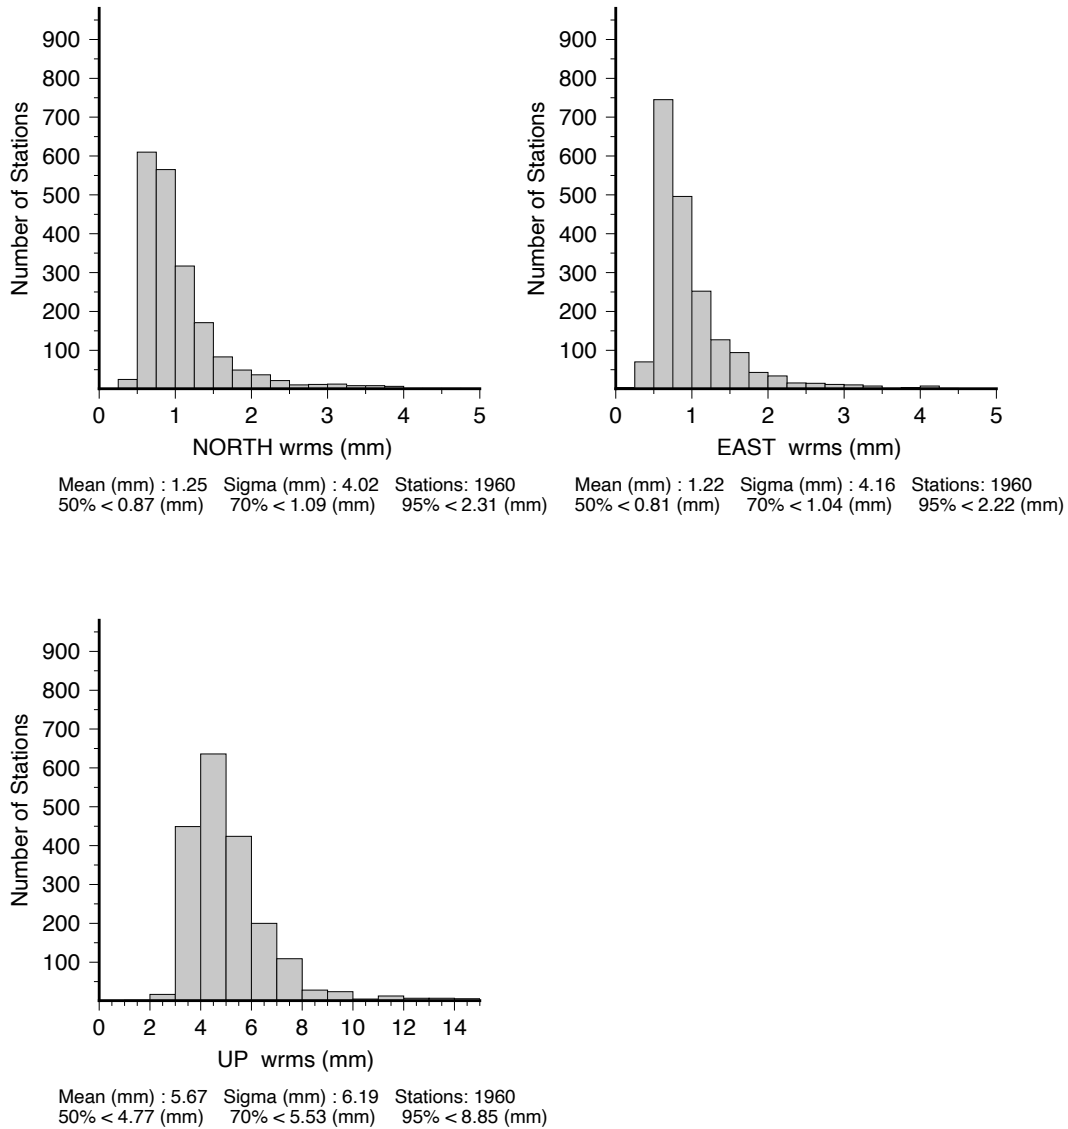 900
800
700
600
500
400
300
200
100
Number of Stations
0 1 2 3 4 5
NORTH wrms (mm)
Mean (mm) : 1.25 Sigma (mm) : 4.02 Stations: 1960
50% < 0.87 (mm) 70% < 1.09 (mm) 95% < 2.31 (mm)
900
800
700
600
500
400
300
200
100
Number of Stations
0 1 2 3 4 5
EAST wrms (mm)
Mean (mm) : 1.22 Sigma (mm) : 4.16 Stations: 1960
50% < 0.81 (mm) 70% < 1.04 (mm) 95% < 2.22 (mm)
900
800
700
600
500
400
300
200
100
Number of Stations
0 2 4 6 8 10 12 14
UP wrms (mm)
Mean (mm) : 5.67 Sigma (mm) : 6.19 Stations: 1960
50% < 4.77 (mm) 70% < 5.53 (mm) 95% < 8.85 (mm)